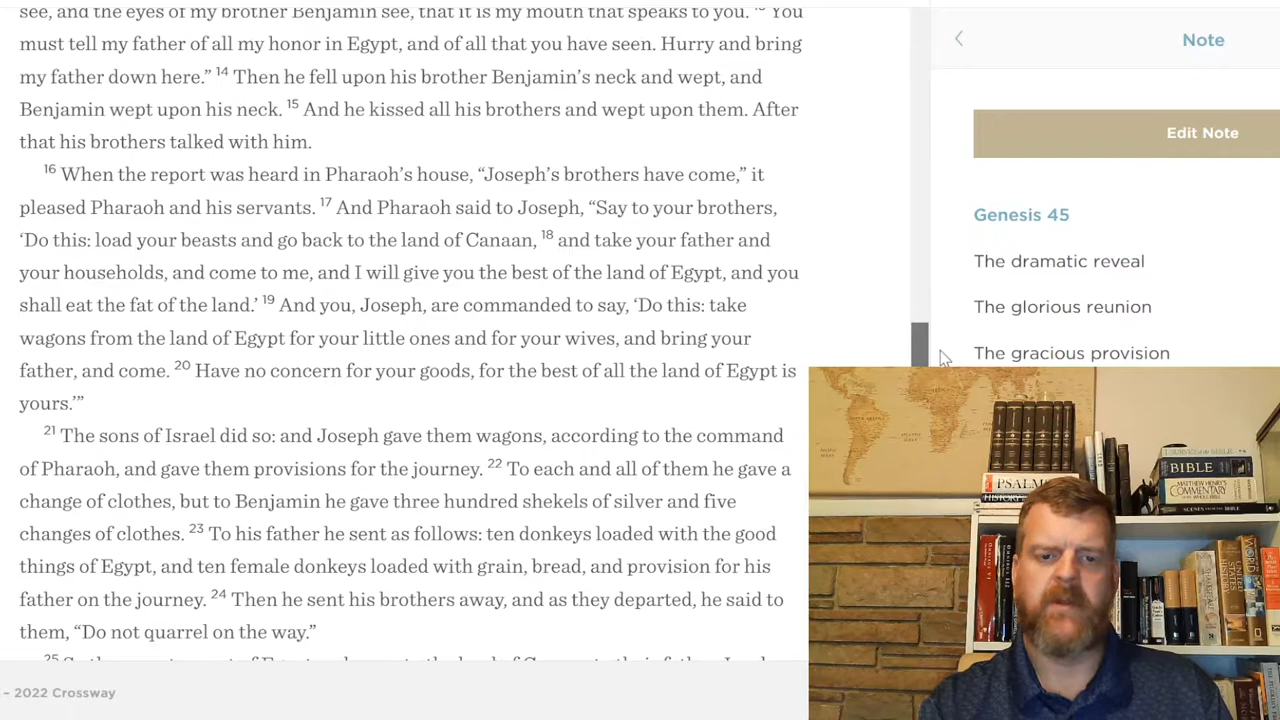 see, and the eyes of my brother Benjamin see, that it is my mouth that speaks to you. 13 You
must tell my father of all my honor in Egypt, and of all that you have seen. Hurry and bring
my father down here.” 14 Then he fell upon his brother Benjamin’s neck and wept, and
Benjamin wept upon his neck. 15 And he kissed all his brothers and wept upon them. After
that his brothers talked with him.
16 When the report was heard in Pharaoh’s house, “Joseph’s brothers have come,” it
pleased Pharaoh and his servants. 17 And Pharaoh said to Joseph, “Say to your brothers,
‘Do this: load your beasts and go back to the land of Canaan, 18 and take your father and
your households, and come to me, and I will give you the best of the land of Egypt, and you
shall eat the fat of the land.’ 19 And you, Joseph, are commanded to say, ‘Do this: take
wagons from the land of Egypt for your little ones and for your wives, and bring your
father, and come. 20 Have no concern for your goods, for the best of all the land of Egypt is
yours.’”
21 The sons of Israel did so: and Joseph gave them wagons, according to the command
of Pharaoh, and gave them provisions for the journey. 22 To each and all of them he gave a
change of clothes, but to Benjamin he gave three hundred shekels of silver and five
changes of clothes. 23 To his father he sent as follows: ten donkeys loaded with the good
things of Egypt, and ten female donkeys loaded with grain, bread, and provision for his
father on the journey. 24 Then he sent his brothers away, and as they departed, he said to
them, “Do not quarrel on the way.”
– 2022 Crossway
Note
Edit Note
Genesis 45
The dramatic reveal
The glorious reunion
The gracious provision
PSALMS
HISTORY
BIBLE
MATTHEW HENRY'S
COMMENTARY
UNITED
STATES
HISTORY
WORLD